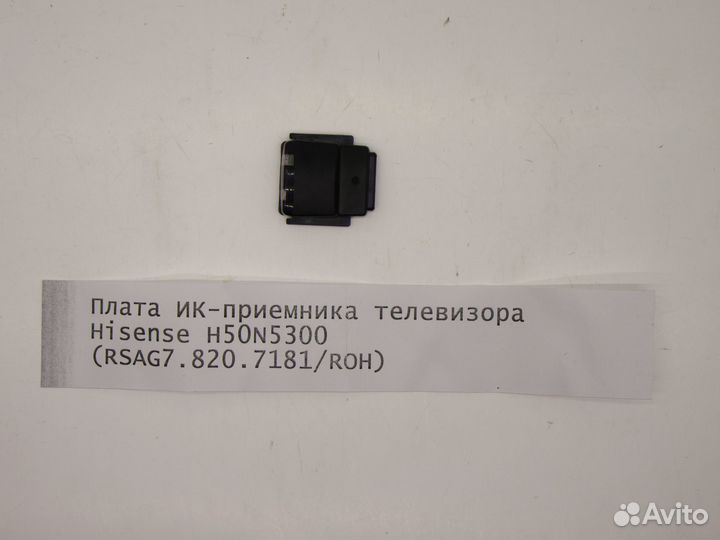 Плата ИК-приемника телевизора
Hisense H50N5300
(RSAG7.820.7181/ROH)
Avito